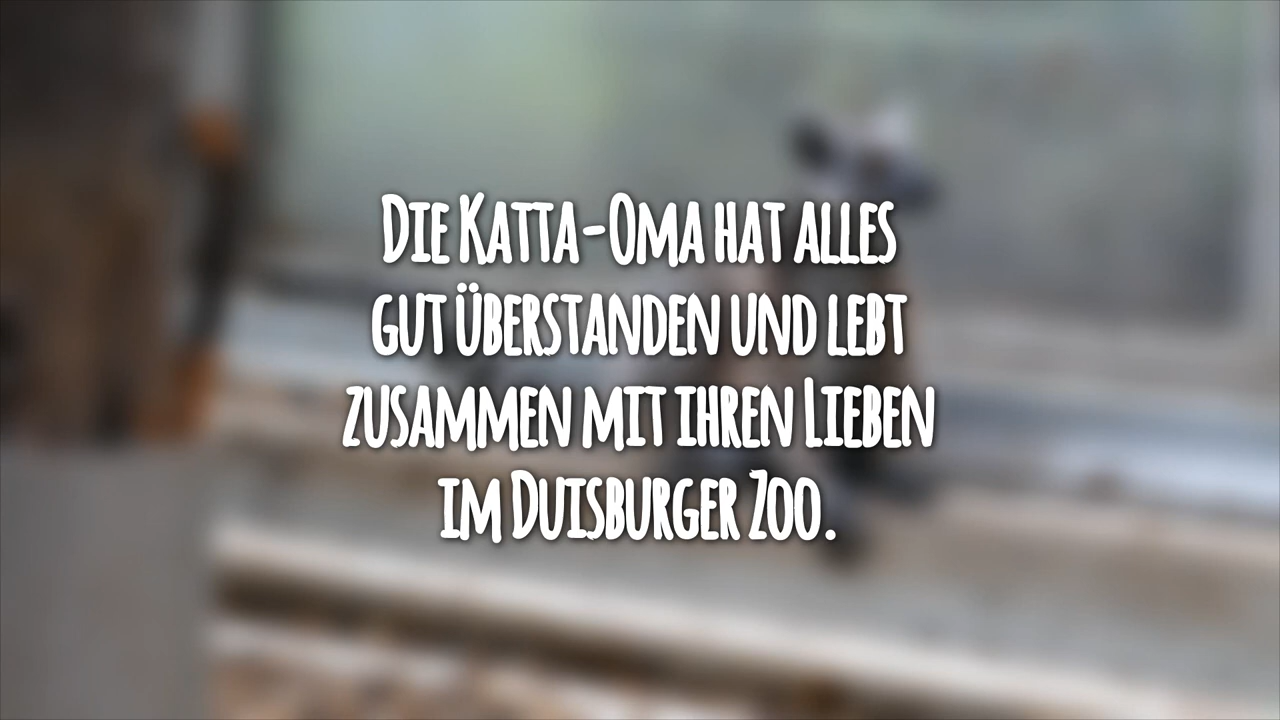 Die Katta-Oma hat alles
gut überstanden und lebt
zusammen mit ihren Lieben
im Duisburger Zoo.